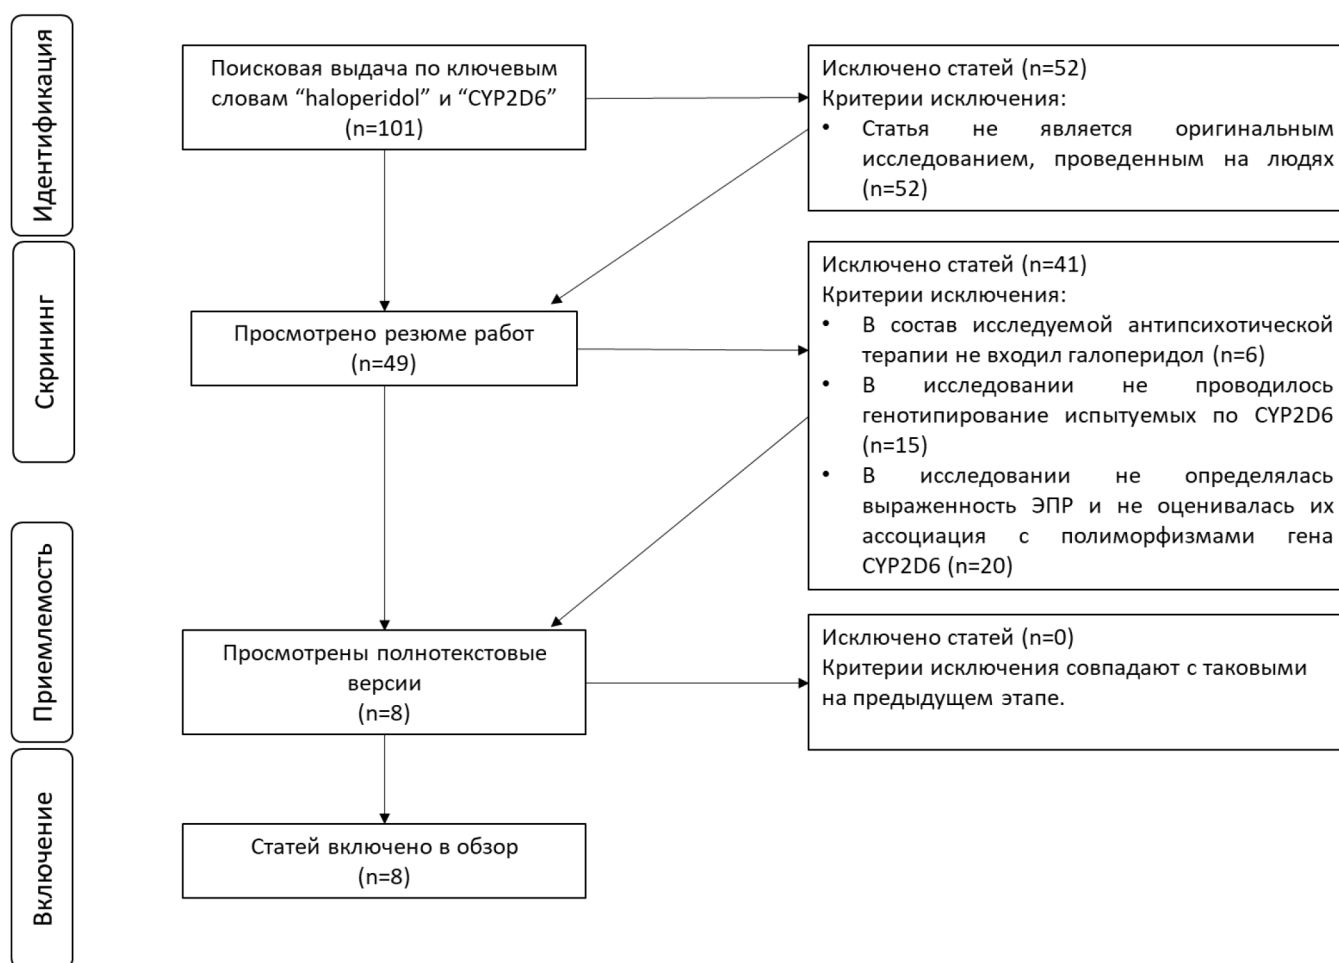 Идентификация
Поисковая выдача по ключевым
словам “haloperidol” и “CYP2D6”
(n=101)
Исключено статей (n=52)
Критерии исключения:
• Статья не является оригинальным
исследованием, проведенным на людях
(n=52)
Скрининг
Просмотрено резюме работ
(n=49)
Исключено статей (n=41)
Критерии исключения:
• В состав исследуемой антипсихотической
терапии не входил галоперидол (n=6)
• В исследовании не проводилось
генотипирование испытуемых по CYP2D6
(n=15)
• В исследовании не определялась
выраженность ЭПР и не оценивалась их
ассоциация с полиморфизмами гена
CYP2D6 (n=20)
Приемлемость
Просмотрены полнотекстовые
версии
(n=8)
Исключено статей (n=0)
Критерии исключения совпадают с таковыми
на предыдущем этапе.
Включение
Статей включено в обзор
(n=8)